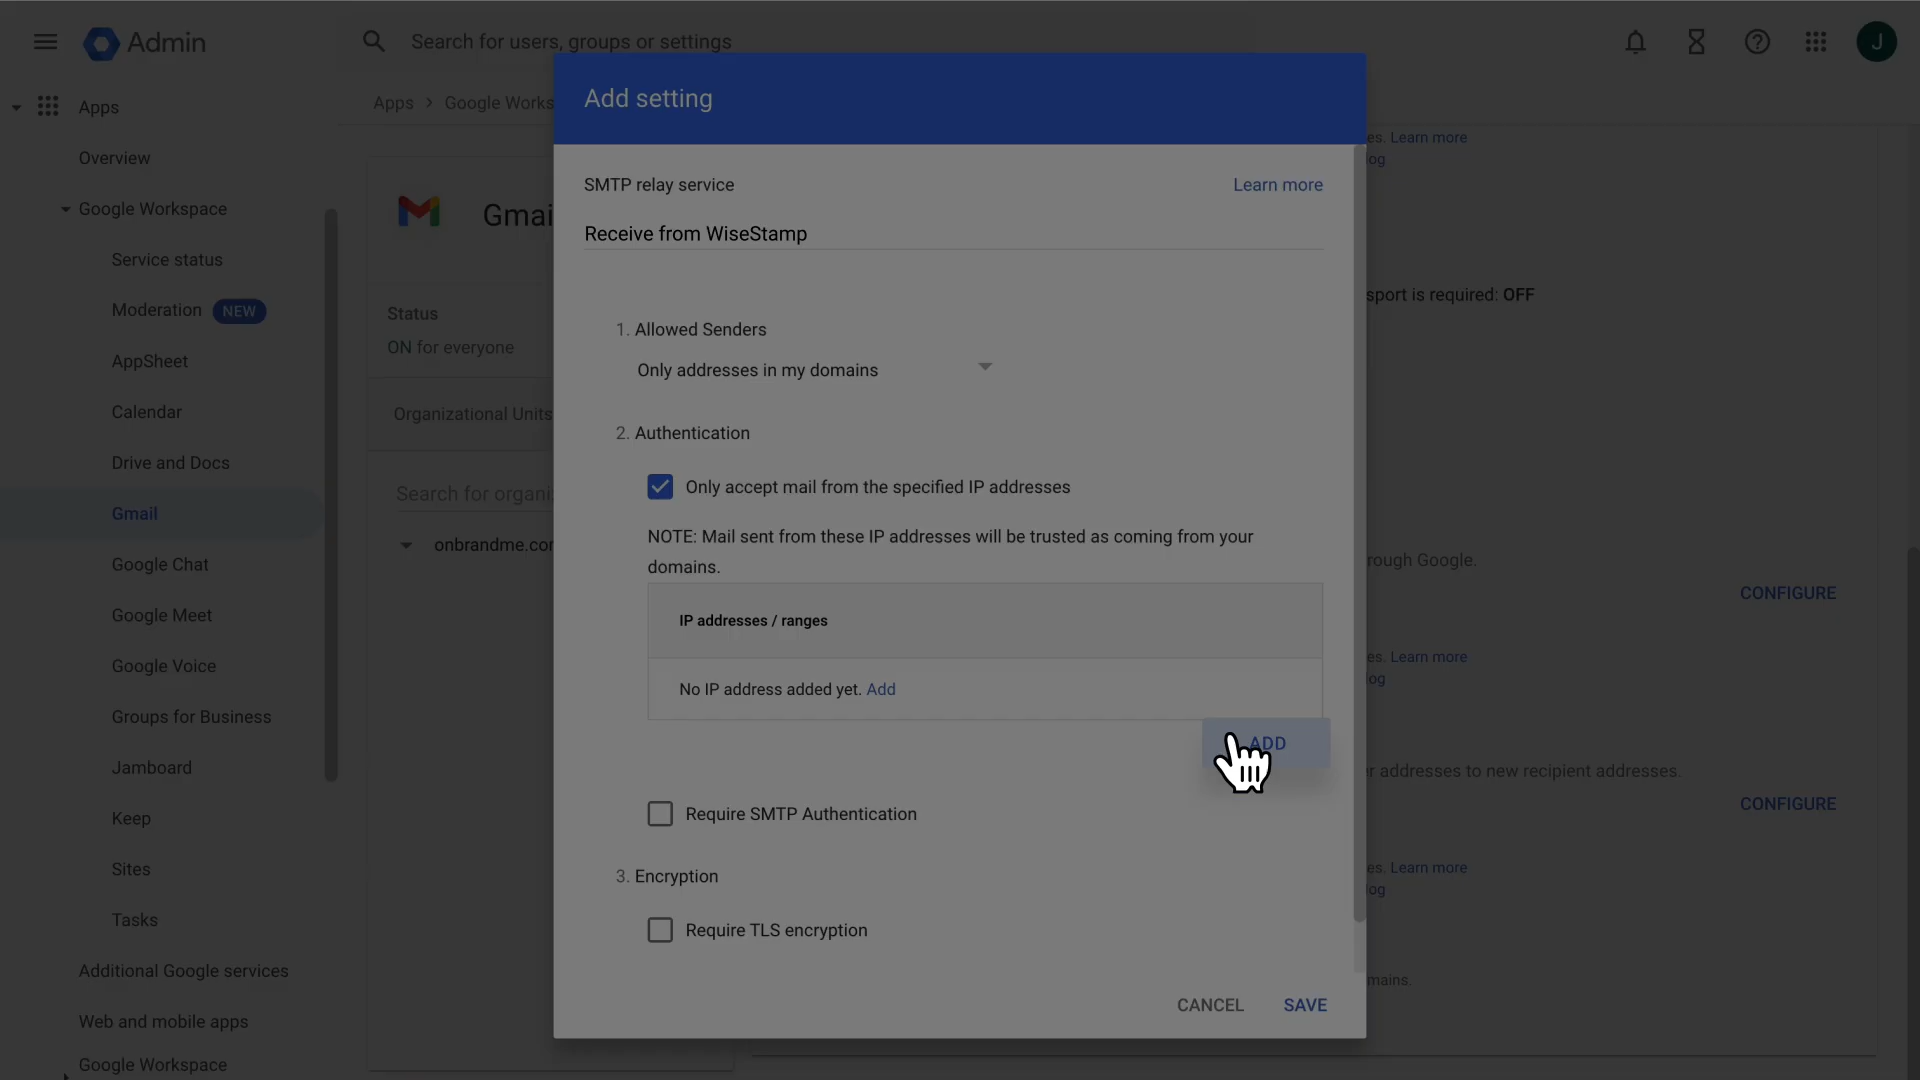 Admin
Search for users, groups or settings
J
Apps
Overview
Google Workspace
Service status
Moderation NEW
AppSheet
Calendar
Drive and Docs
Gmail
Google Chat
Google Meet
Google Voice
Groups for Business
Jamboard
Keep
Sites
Tasks
Additional Google services
Web and mobile apps
Google Workspace
Apps > Google Works
Gmai
Status
ON for everyone
Organizational Units
Search for organi
onbrandme.cor
Add setting
SMTP relay service
Learn more
Receive from WiseStamp
1. Allowed Senders
Only addresses in my domains
2. Authentication
Only accept mail from the specified IP addresses
NOTE: Mail sent from these IP addresses will be trusted as coming from your
domains.
IP addresses / ranges
No IP address added yet. Add
ADD
Require SMTP Authentication
3. Encryption
Require TLS encryption
CANCEL
SAVE
es. Learn more
log
sport is required: OFF
rough Google.
CONFIGURE
es. Learn more
log
r addresses to new recipient addresses.
CONFIGURE
es. Learn more
log
mains.